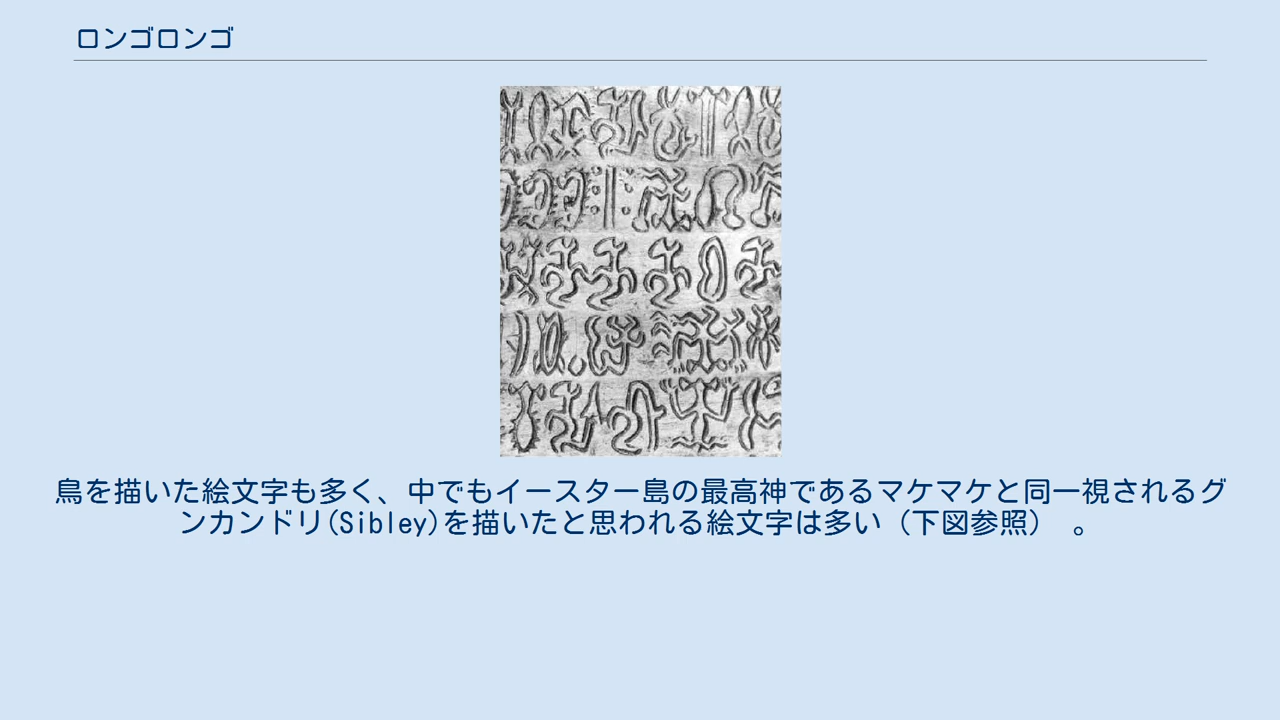 ロンゴロンゴ
鳥を描いた絵文字も多く、中でもイースター島の最高神であるマケマケと同一視されるグ
ンカンドリ(Sibley)を描いたと思われる絵文字は多い（下図参照） 。